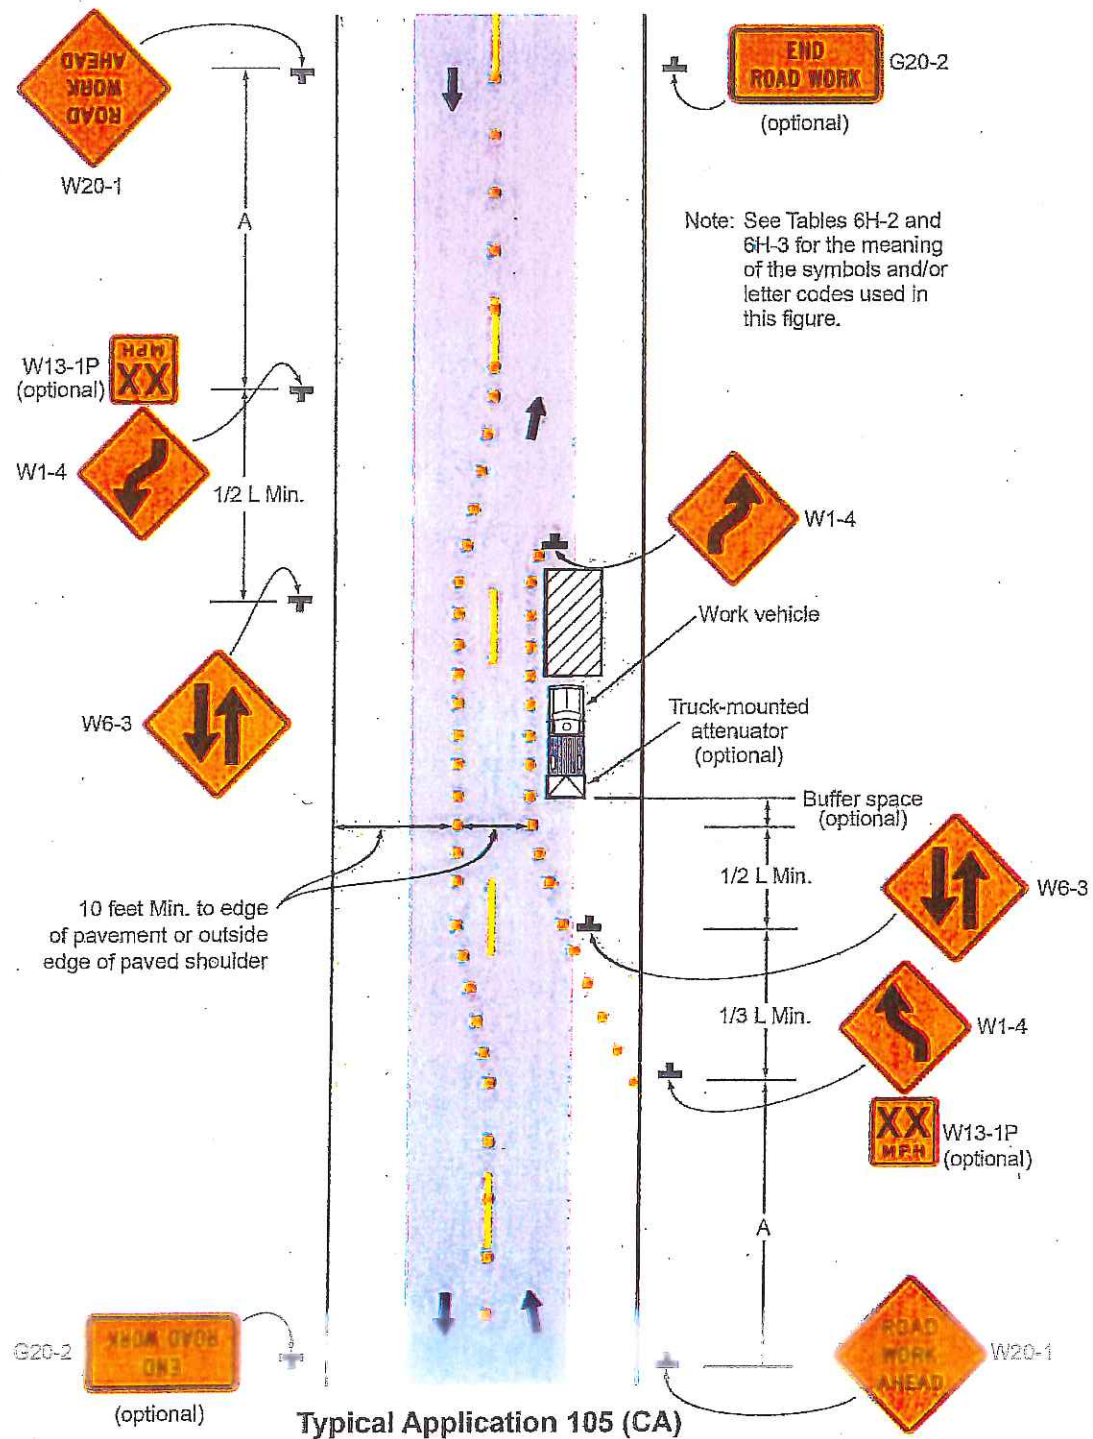 ROAD
WORK
AHEAD
W20-1
A
W13-1P
(optional)
XX
MPH
W1-4
1/2 L Min.
W6-3
10 feet Min. to edge
of pavement or outside
edge of paved shoulder
G20-2
END
ROAD WORK
(optional)
END
ROAD WORK
G20-2
(optional)
Note: See Tables 6H-2 and
6H-3 for the meaning
of the symbols and/or
letter codes used in
this figure.
W1-4
Work vehicle
Truck-mounted
attenuator
(optional)
Buffer space
(optional)
1/2 L Min.
W6-3
1/3 L Min.
W1-4
XX
MPH
W13-1P
(optional)
A
ROAD
WORK
AHEAD
W20-1
Typical Application 105 (CA)